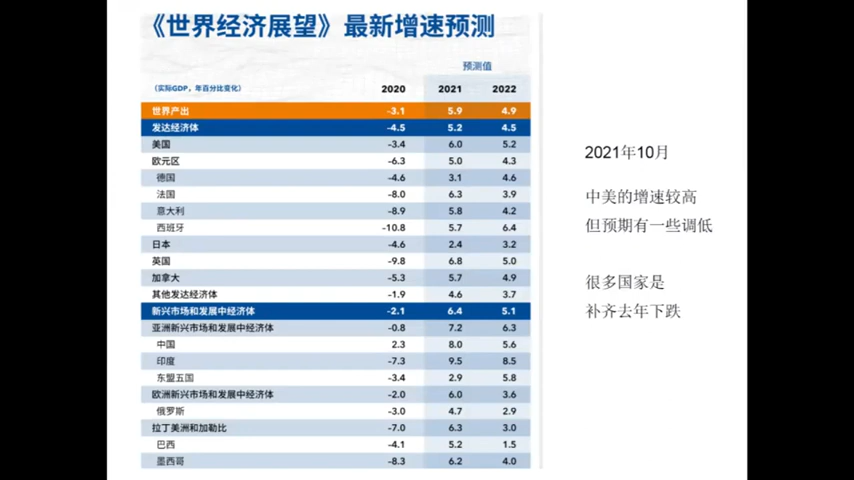 《世界经济展望》最新增速预测
预测值
(实际GDP，年百分比变化) 2020 2021 2022
世界产出 -3.1 5.9 4.9
发达经济体 -4.5 5.2 4.5
美国 -3.4 6.0 5.2
欧元区 -6.3 5.0 4.3
德国 -4.6 3.1 4.6
法国 -8.0 6.3 3.9
意大利 -8.9 5.8 4.2
西班牙 -10.8 5.7 6.4
日本 -4.6 2.4 3.2
英国 -9.8 6.8 5.0
加拿大 -5.3 5.7 4.9
其他发达经济体 -1.9 4.6 3.7
新兴市场和发展中经济体 -2.1 6.4 5.1
亚洲新兴市场和发展中经济体 -0.8 7.2 6.3
中国 2.3 8.0 5.6
印度 -7.3 9.5 8.5
东盟五国 -3.4 2.9 5.8
欧洲新兴市场和发展中经济体 -2.0 6.0 3.6
俄罗斯 -3.0 4.7 2.9
拉丁美洲和加勒比 -7.0 6.3 3.0
巴西 -4.1 5.2 1.5
墨西哥 -8.3 6.2 4.0
2021年10月
中美的增速较高
但预期有一些调低
很多国家是
补齐去年下跌